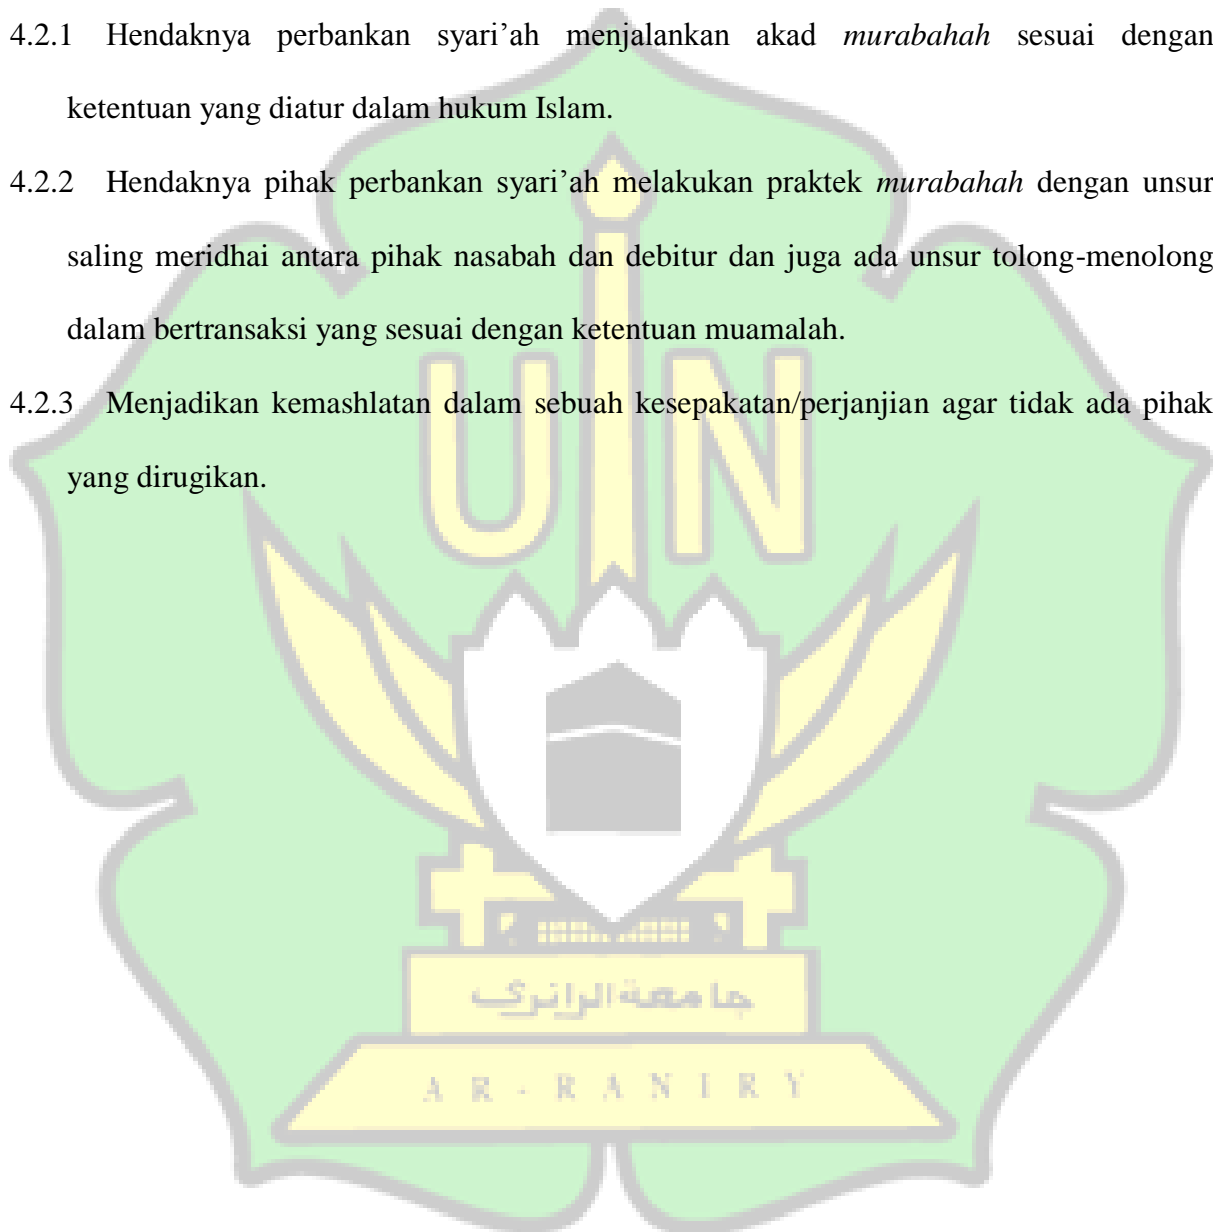 4.2.1 Hendaknya perbankan syari’ah menjalankan akad murabahah sesuai dengan
ketentuan yang diatur dalam hukum Islam.
4.2.2 Hendaknya pihak perbankan syari’ah melakukan praktek murabahah dengan unsur
saling meridhai antara pihak nasabah dan debitur dan juga ada unsur tolong-menolong
dalam bertransaksi yang sesuai dengan ketentuan muamalah.
4.2.3 Menjadikan kemashlatan dalam sebuah kesepakatan/perjanjian agar tidak ada pihak
yang dirugikan.
UIN
جامعة الرانري
AR-RANIRY